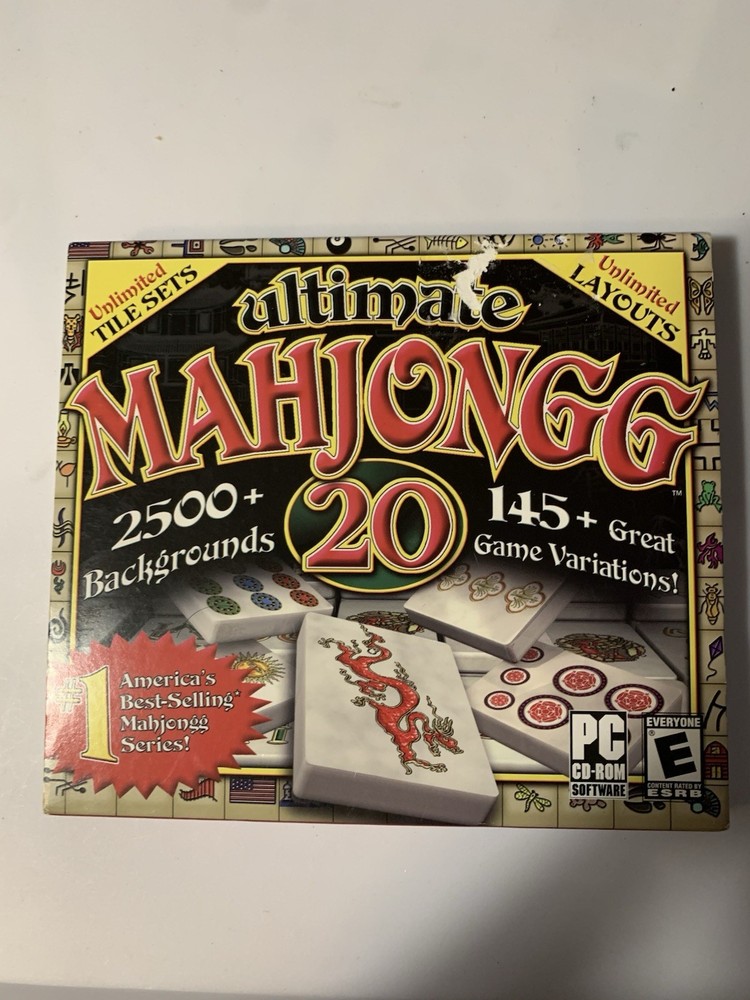 Unlimited
TILE SETS
Unlimited
LAYOUTS
ultimate
MAHJONGG
™
20
2500+
Backgrounds
145+ Great
Game Variations!
#1
America's
Best-Selling*
Mahjongg
Series!
PC
CD-ROM
SOFTWARE
EVERYONE
E
®
CONTENT RATED BY
ESRB